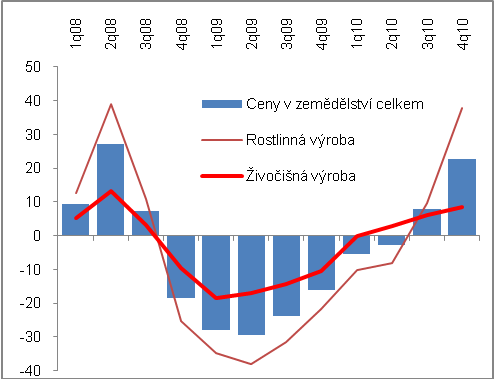 1q08 2q08 3q08 4q08 1q09 2q09 3q09 4q09 1q10 2q10 3q10 4q10
50
40
30
20
10
0
-10
-20
-30
-40
Ceny v zemědělství celkem
Rostlinná výroba
Živočišná výroba